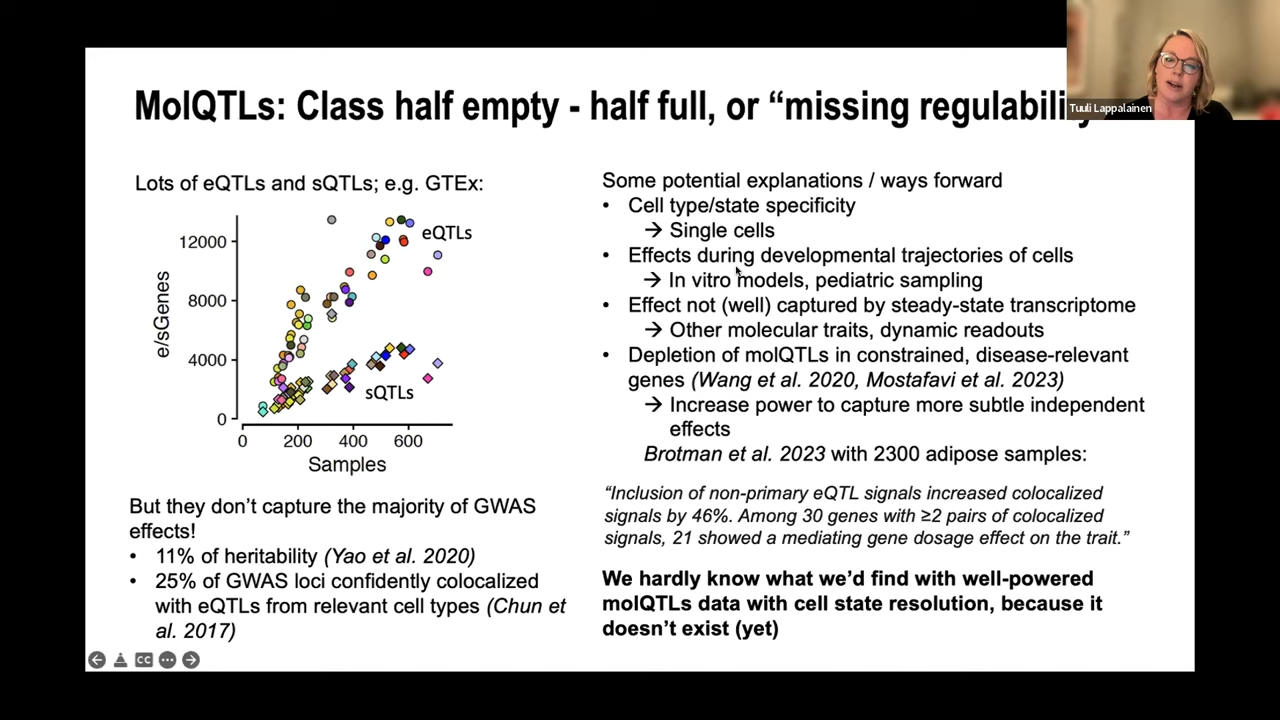 MolQTLs: Class half empty - half full, or “missing regulability
Tuuli Lappalainen
Lots of eQTLs and sQTLs; e.g. GTEx:
e/sGenes
12000
8000
4000
0
eQTLs
sQTLs
0 200 400 600
Samples
But they don’t capture the majority of GWAS
effects!
• 11% of heritability (Yao et al. 2020)
• 25% of GWAS loci confidently colocalized
with eQTLs from relevant cell types (Chun et
al. 2017)
Some potential explanations / ways forward
• Cell type/state specificity
→ Single cells
• Effects during developmental trajectories of cells
→ In vitro models, pediatric sampling
• Effect not (well) captured by steady-state transcriptome
→ Other molecular traits, dynamic readouts
• Depletion of molQTLs in constrained, disease-relevant
genes (Wang et al. 2020, Mostafavi et al. 2023)
→ Increase power to capture more subtle independent
effects
Brotman et al. 2023 with 2300 adipose samples:
“Inclusion of non-primary eQTL signals increased colocalized
signals by 46%. Among 30 genes with ≥2 pairs of colocalized
signals, 21 showed a mediating gene dosage effect on the trait.”
We hardly know what we’d find with well-powered
molQTLs data with cell state resolution, because it
doesn’t exist (yet)
CC